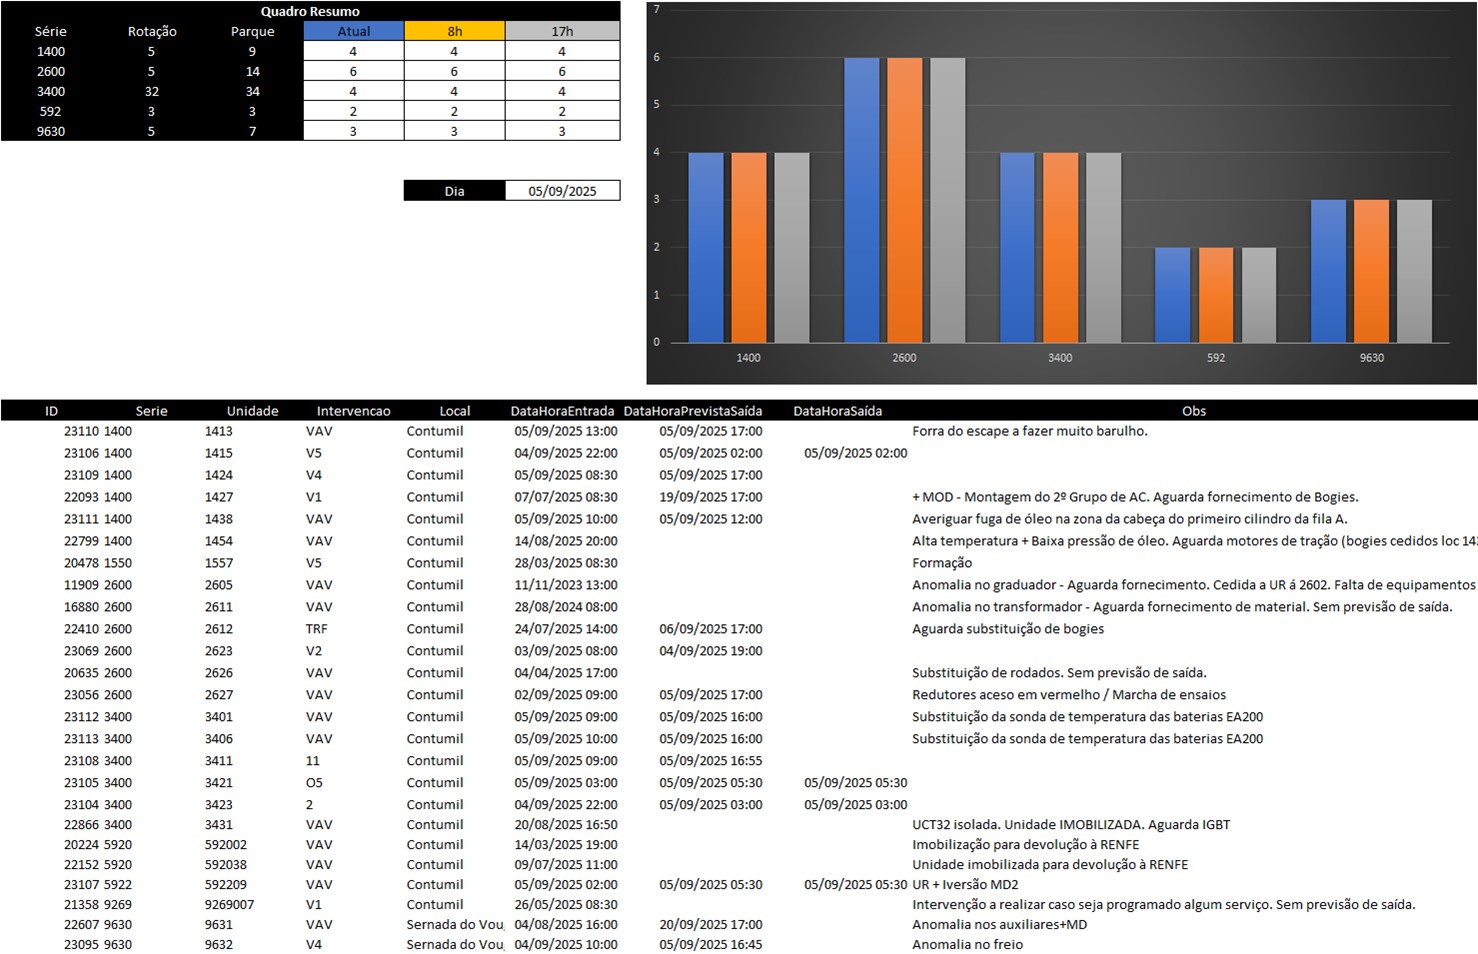 Quadro Resumo
Série Rotação Parque Atual 8h 17h
1400 5 9 4 4 4
2600 5 14 6 6 6
3400 32 34 4 4 4
592 3 3 2 2 2
9630 5 7 3 3 3
Dia 05/09/2025
7
6
5
4
3
2
1
0
1400 2600 3400 592 9630
ID Serie Unidade Intervencao Local DataHoraEntrada DataHoraPrevistaSaída DataHoraSaída Obs
23110 1400 1413 VAV Contumil 05/09/2025 13:00 05/09/2025 17:00 Forra do escape a fazer muito barulho.
23106 1400 1415 V5 Contumil 04/09/2025 22:00 05/09/2025 02:00 05/09/2025 02:00
23109 1400 1424 V4 Contumil 05/09/2025 08:30 05/09/2025 17:00
22093 1400 1427 V1 Contumil 07/07/2025 08:30 19/09/2025 17:00 + MOD - Montagem do 2º Grupo de AC. Aguarda fornecimento de Bogies.
23111 1400 1438 VAV Contumil 05/09/2025 10:00 05/09/2025 12:00 Averiguar fuga de óleo na zona da cabeça do primeiro cilindro da fila A.
22799 1400 1454 VAV Contumil 14/08/2025 20:00 Alta temperatura + Baixa pressão de óleo. Aguarda motores de tração (bogies cedidos loc
20478 1550 1557 V5 Contumil 28/03/2025 08:30 Formação
11909 2600 2605 VAV Contumil 11/11/2023 13:00 Anomalia no graduador - Aguarda fornecimento. Cedida a UR á 2602. Falta de equipamentos
16880 2600 2611 VAV Contumil 28/08/2024 08:00 Anomalia no transformador - Aguarda fornecimento de material. Sem previsão de saída.
22410 2600 2612 TRF Contumil 24/07/2025 14:00 06/09/2025 17:00 Aguarda substituição de bogies
23069 2600 2623 V2 Contumil 03/09/2025 08:00 04/09/2025 19:00
20635 2600 2626 VAV Contumil 04/04/2025 17:00 Substituição de rodados. Sem previsão de saída.
23056 2600 2627 VAV Contumil 02/09/2025 09:00 05/09/2025 17:00 Redutores aceso em vermelho / Marcha de ensaios
23112 3400 3401 VAV Contumil 05/09/2025 09:00 05/09/2025 16:00 Substituição da sonda de temperatura das baterias EA200
23113 3400 3406 VAV Contumil 05/09/2025 10:00 05/09/2025 16:00 Substituição da sonda de temperatura das baterias EA200
23108 3400 3411 11 Contumil 05/09/2025 09:00 05/09/2025 16:55
23105 3400 3421 O5 Contumil 05/09/2025 03:00 05/09/2025 05:30 05/09/2025 05:30
23104 3400 3423 2 Contumil 04/09/2025 22:00 05/09/2025 03:00 05/09/2025 03:00
22866 3400 3431 VAV Contumil 20/08/2025 16:50 UCT32 isolada. Unidade IMOBILIZADA. Aguarda IGBT
20224 5920 592002 VAV Contumil 14/03/2025 19:00 Imobilização para devolução à RENFE
22152 5920 592038 VAV Contumil 09/07/2025 11:00 Unidade imobilizada para devolução à RENFE
23107 5922 592209 VAV Contumil 05/09/2025 02:00 05/09/2025 05:30 05/09/2025 05:30 UR + Iversão MD2
21358 9269 9269007 V1 Contumil 26/05/2025 08:30 Intervenção a realizar caso seja programado algum serviço. Sem previsão de saída.
22607 9630 9631 VAV Sernada do Vou 04/08/2025 16:00 20/09/2025 17:00 Anomalia nos auxiliares+MD
23095 9630 9632 V4 Sernada do Vou 04/09/2025 10:00 05/09/2025 16:45 Anomalia no freio